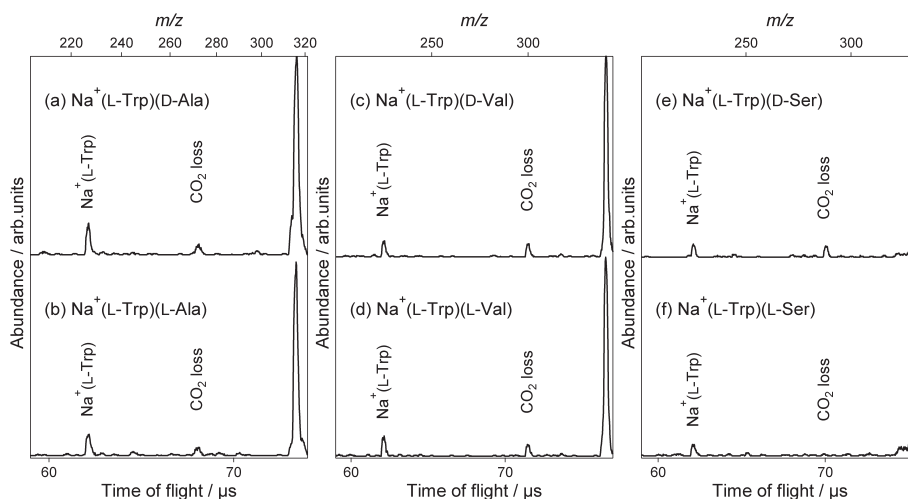 m/z m/z m/z
220 240 260 280 300 320 250 300 250 300
(a) Na⁺(L-Trp)(D-Ala) (c) Na⁺(L-Trp)(D-Val) (e) Na⁺(L-Trp)(D-Ser)
Na⁺(L-Trp) CO₂ loss Na⁺(L-Trp) CO₂ loss Na⁺(L-Trp) CO₂ loss
Abundance / arb.units Abundance / arb.units Abundance / arb.units
(b) Na⁺(L-Trp)(L-Ala) (d) Na⁺(L-Trp)(L-Val) (f) Na⁺(L-Trp)(L-Ser)
Na⁺(L-Trp) CO₂ loss Na⁺(L-Trp) CO₂ loss Na⁺(L-Trp) CO₂ loss
60 70 60 70 60 70
Time of flight / µs Time of flight / µs Time of flight / µs